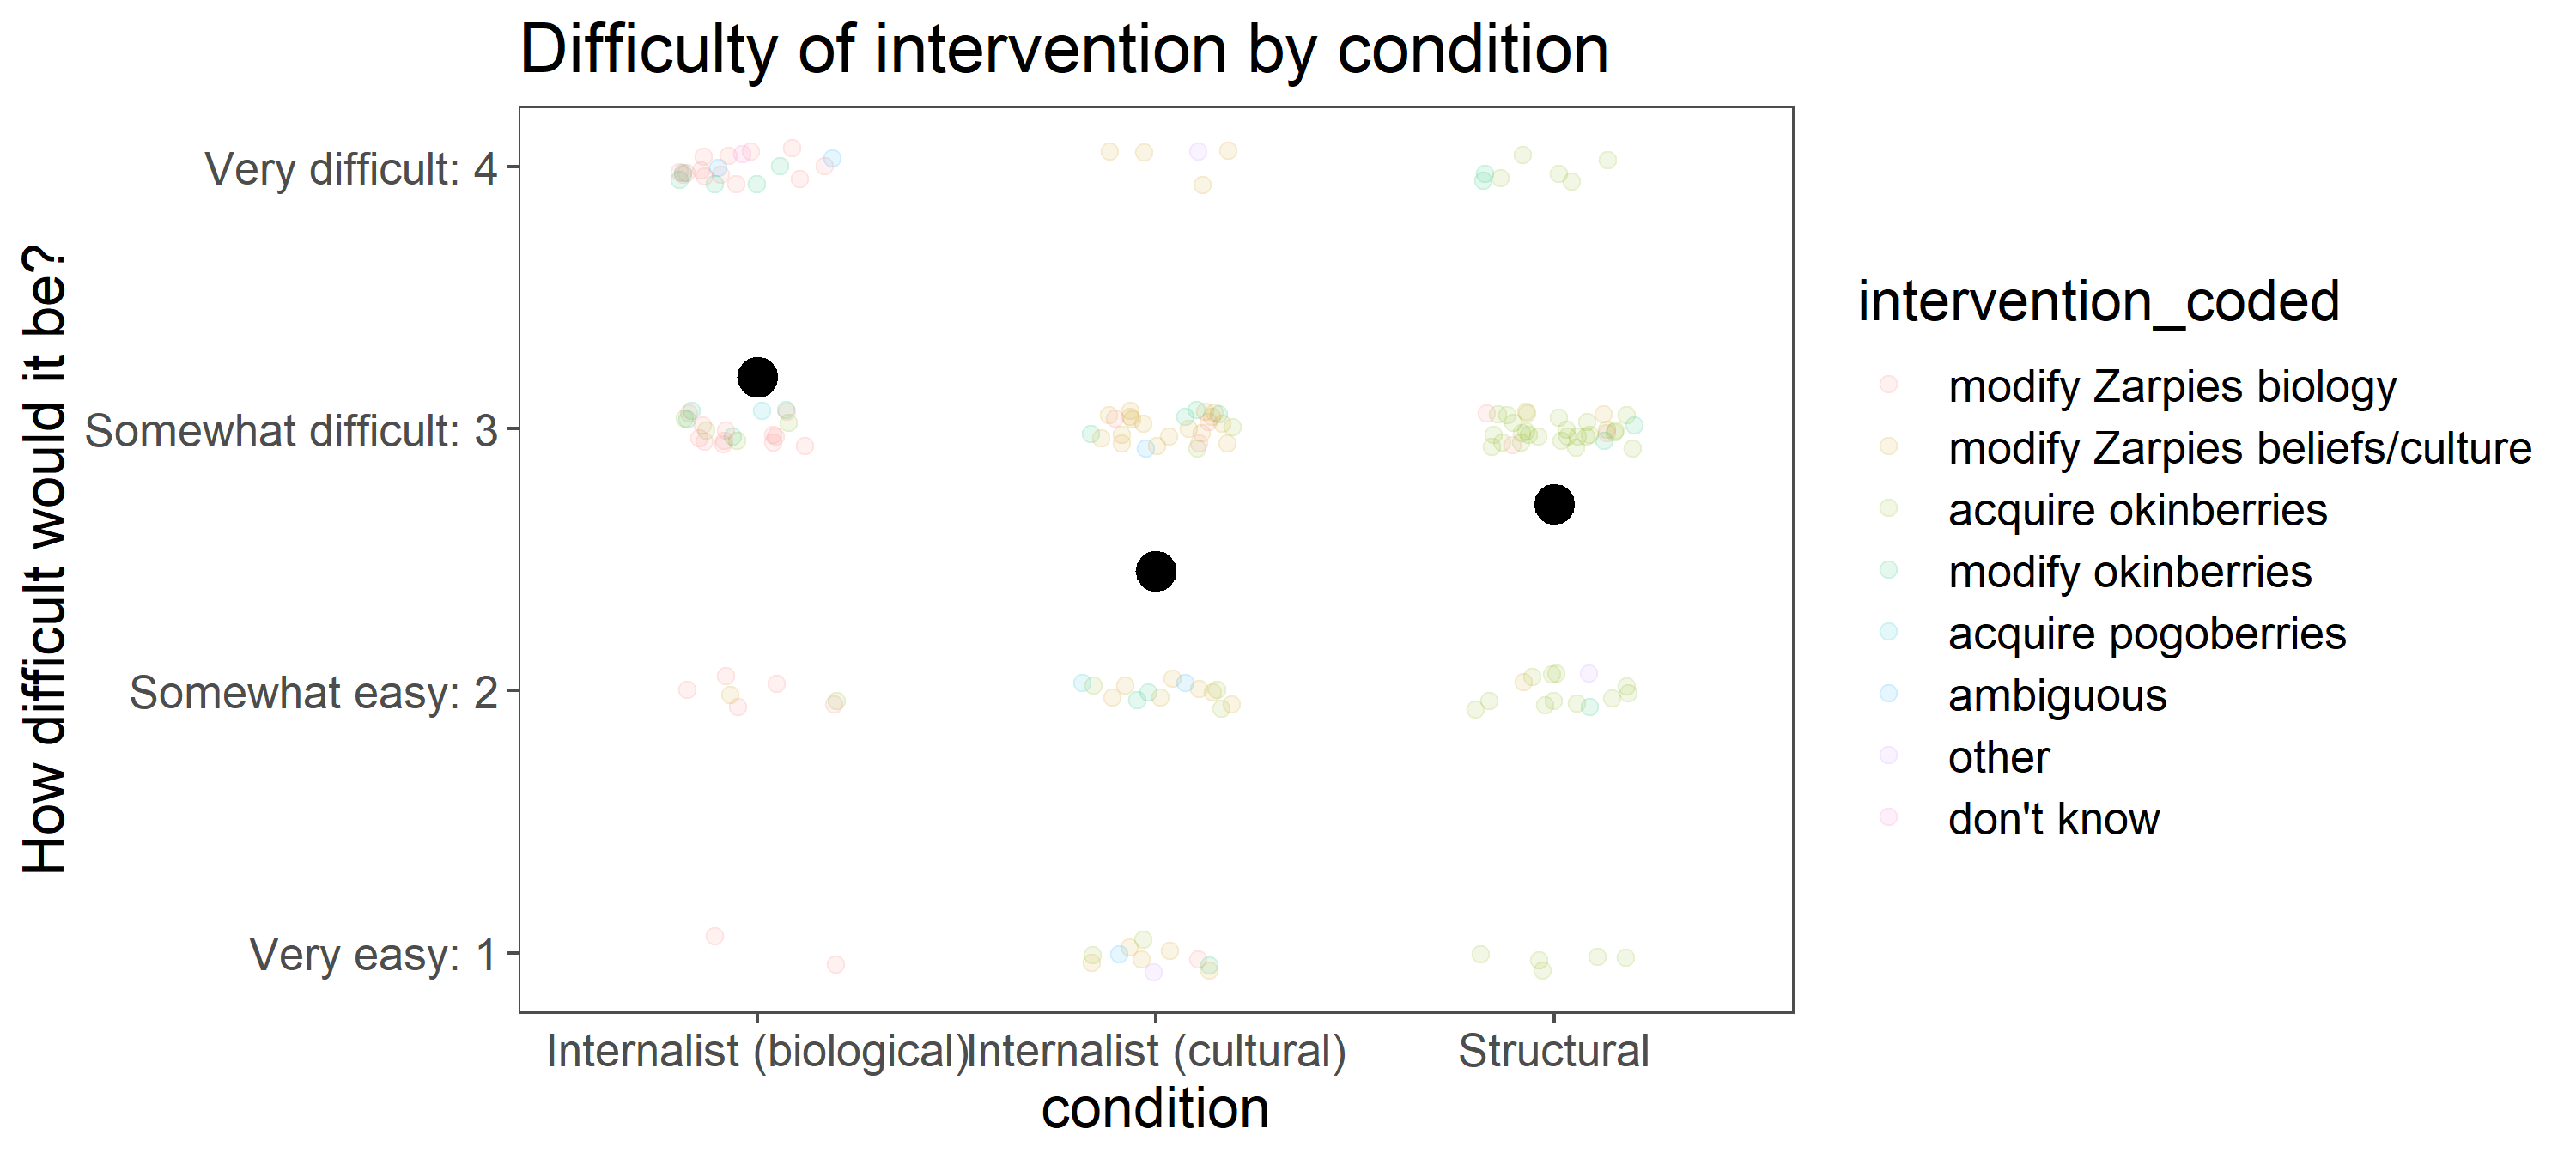 Difficulty of intervention by condition
How difficult would it be?
Very difficult: 4
Somewhat difficult: 3
Somewhat easy: 2
Very easy: 1
Internalist (biological)
Internalist (cultural)
Structural
condition
intervention_coded
modify Zarpies biology
modify Zarpies beliefs/culture
acquire okinberries
modify okinberries
acquire pogoberries
ambiguous
other
don't know